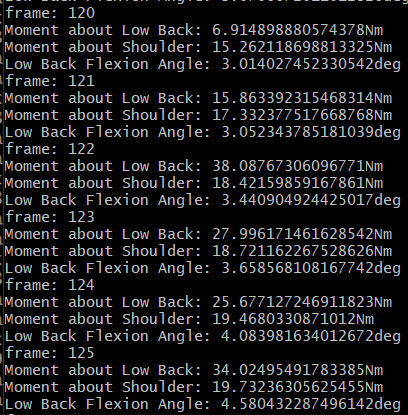 frame: 120
Moment about Low Back: 6.914898880574378Nm
Moment about Shoulder: 15.262118698813325Nm
Low Back Flexion Angle: 3.014027452330542deg
frame: 121
Moment about Low Back: 15.863392315468314Nm
Moment about Shoulder: 17.332377517668768Nm
Low Back Flexion Angle: 3.052343785181039deg
frame: 122
Moment about Low Back: 38.08767306096771Nm
Moment about Shoulder: 18.42159859167861Nm
Low Back Flexion Angle: 3.440904924425017deg
frame: 123
Moment about Low Back: 27.996171461628542Nm
Moment about Shoulder: 18.721162267528626Nm
Low Back Flexion Angle: 3.658568108167742deg
frame: 124
Moment about Low Back: 25.677127246911823Nm
Moment about Shoulder: 19.4680330871012Nm
Low Back Flexion Angle: 4.083981634012672deg
frame: 125
Moment about Low Back: 34.02495491783385Nm
Moment about Shoulder: 19.73236305625455Nm
Low Back Flexion Angle: 4.580432287496142deg